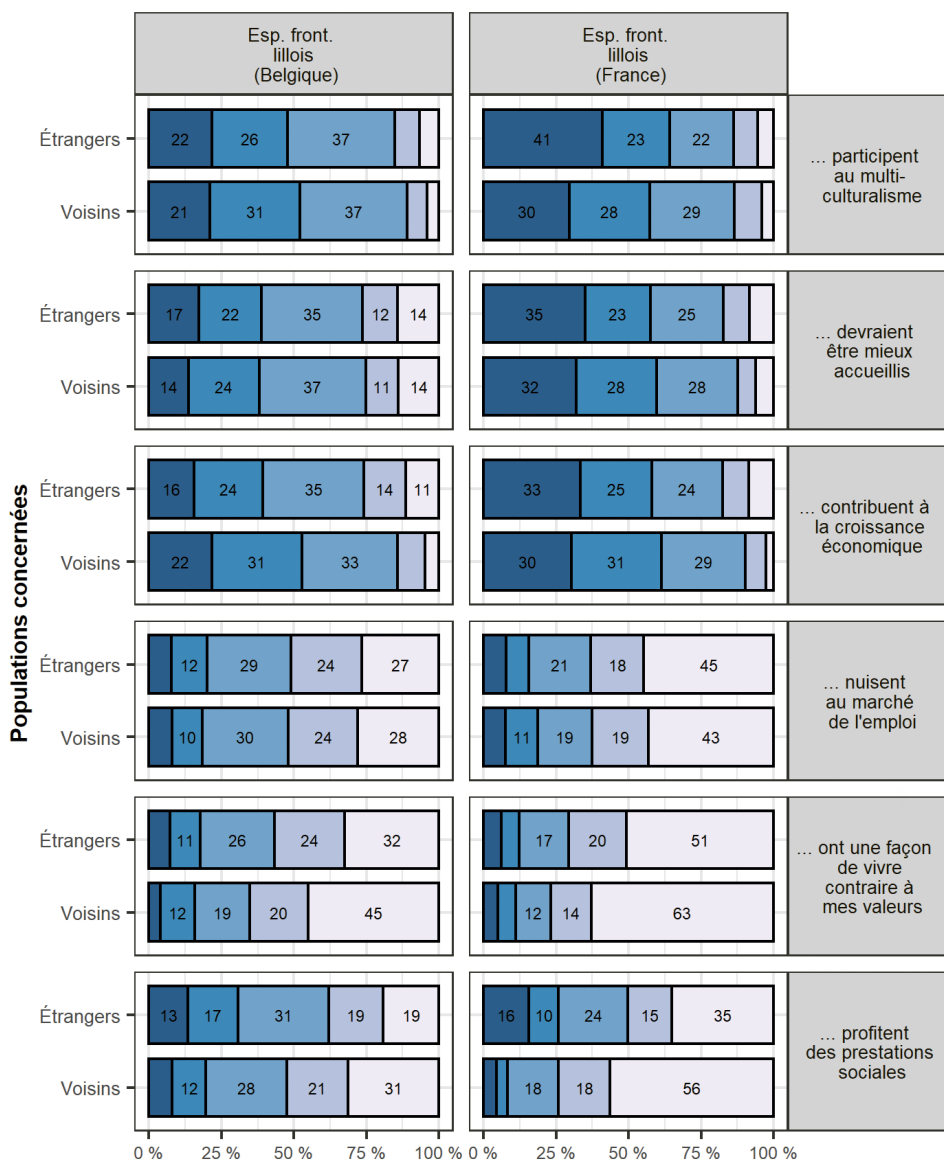 Esp. front.
lillois
(Belgique)
Esp. front.
lillois
(France)
Populations concernées
Étrangers
22 26 37
41 23 22
Voisins
21 31 37
30 28 29
... participent
au multi-
culturalisme
Étrangers
17 22 35 12 14
35 23 25
Voisins
14 24 37 11 14
32 28 28
... devraient
être mieux
accueillis
Étrangers
16 24 35 14 11
33 25 24
Voisins
22 31 33
30 31 29
... contribuent à
la croissance
économique
Étrangers
12 29 24 27
21 18 45
Voisins
10 30 24 28
11 19 19 43
... nuisent
au marché
de l'emploi
Étrangers
11 26 24 32
17 20 51
Voisins
12 19 20 45
12 14 63
... ont une façon
de vivre
contraire à
mes valeurs
Étrangers
13 17 31 19 19
16 10 24 15 35
Voisins
12 28 21 31
18 18 56
... profitent
des prestations
sociales
0 % 25 % 50 % 75 % 100 %
0 % 25 % 50 % 75 % 100 %